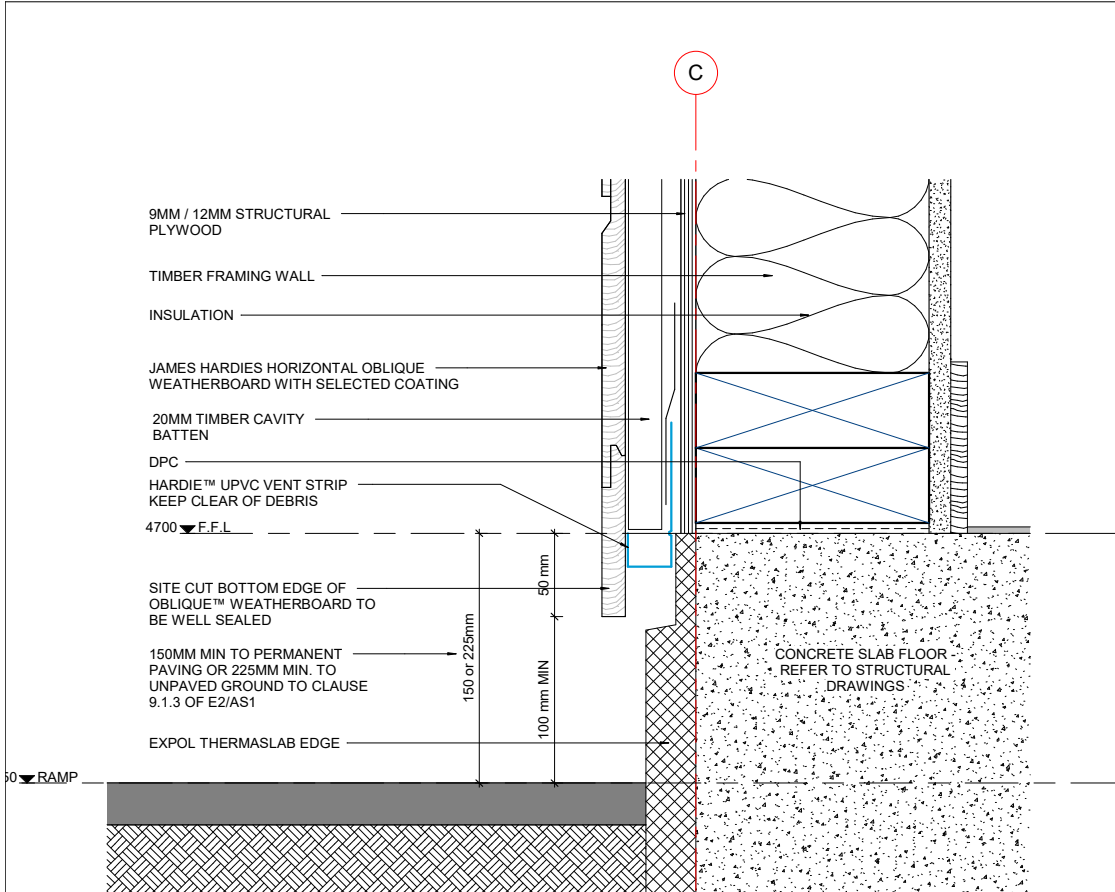 C
9MM / 12MM STRUCTURAL
PLYWOOD
TIMBER FRAMING WALL
INSULATION
JAMES HARDIES HORIZONTAL OBLIQUE
WEATHERBOARD WITH SELECTED COATING
20MM TIMBER CAVITY
BATTEN
DPC
HARDIE™ UPVC VENT STRIP
KEEP CLEAR OF DEBRIS
4700 F.F.L
50 mm
SITE CUT BOTTOM EDGE OF
OBLIQUE™ WEATHERBOARD TO
BE WELL SEALED
150MM MIN TO PERMANENT
PAVING OR 225MM MIN. TO
UNPAVED GROUND TO CLAUSE
9.1.3 OF E2/AS1
150 or 225mm
100 mm MIN
CONCRETE SLAB FLOOR
REFER TO STRUCTURAL
DRAWINGS
EXPOL THERMASLAB EDGE
RAMP